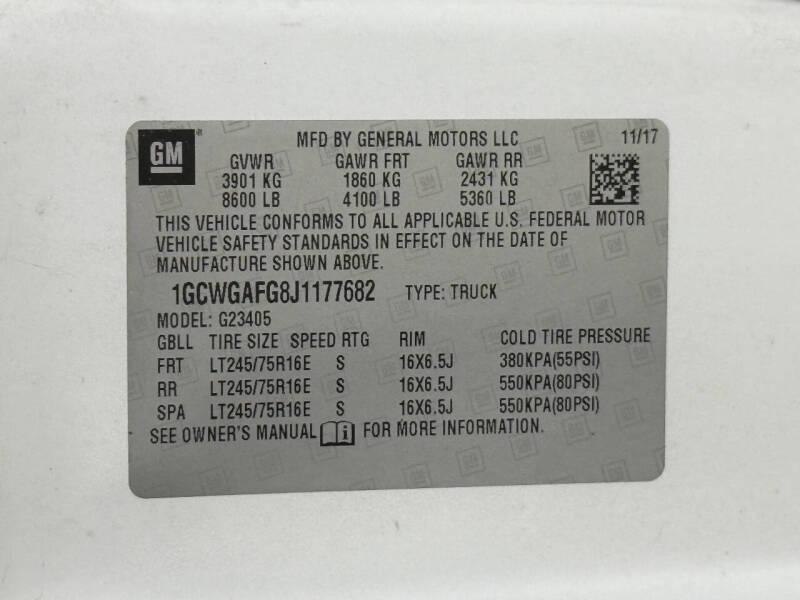 GM MFD BY GENERAL MOTORS LLC 11/17
GVWR GAWR FRT GAWR RR
3901 KG 1860 KG 2431 KG
8600 LB 4100 LB 5360 LB
THIS VEHICLE CONFORMS TO ALL APPLICABLE U.S. FEDERAL MOTOR
VEHICLE SAFETY STANDARDS IN EFFECT ON THE DATE OF
MANUFACTURE SHOWN ABOVE.
1GCWGAFG8J1177682 TYPE: TRUCK
MODEL: G23405
GBLL TIRE SIZE SPEED RTG RIM COLD TIRE PRESSURE
FRT LT245/75R16E S 16X6.5J 380KPA(55PSI)
RR LT245/75R16E S 16X6.5J 550KPA(80PSI)
SPA LT245/75R16E S 16X6.5J 550KPA(80PSI)
SEE OWNER'S MANUAL i FOR MORE INFORMATION.